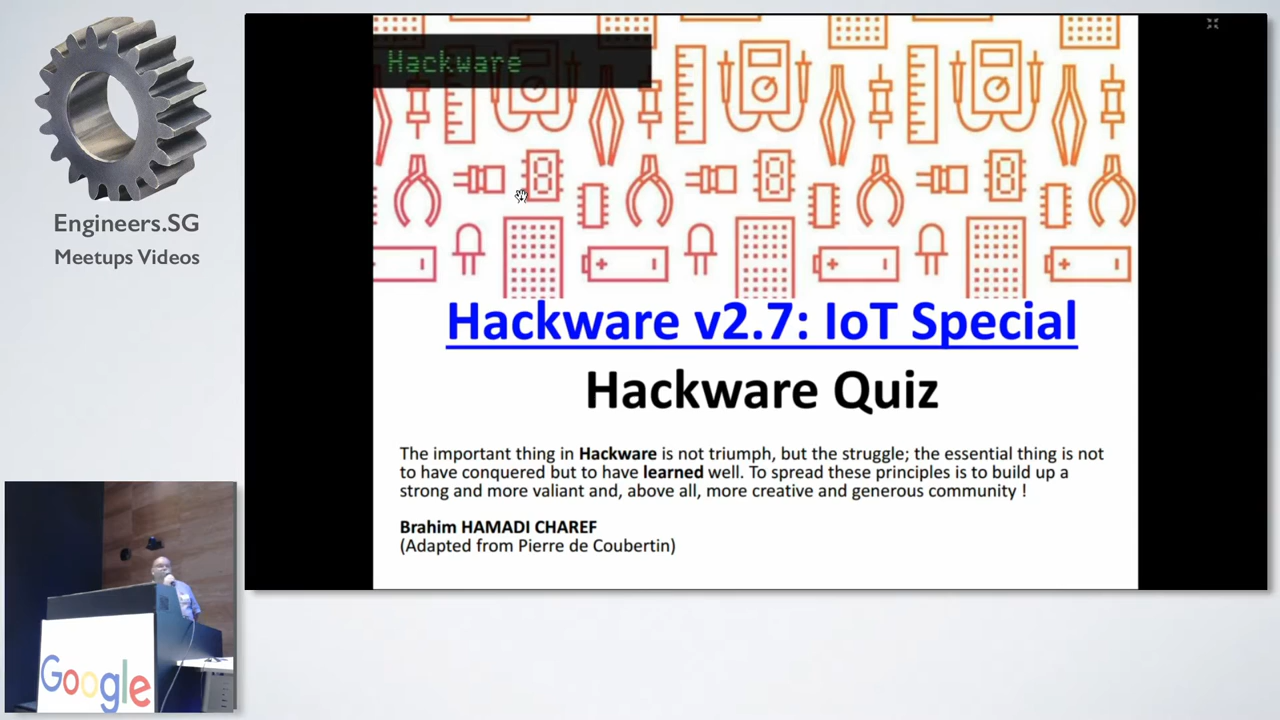 Engineers.SG
Meetups Videos
Hackware
Hackware v2.7: IoT Special
Hackware Quiz
The important thing in Hackware is not triumph, but the struggle; the essential thing is not
to have conquered but to have learned well. To spread these principles is to build up a
strong and more valiant and, above all, more creative and generous community !
Brahim HAMADI CHAREF
(Adapted from Pierre de Coubertin)
Google